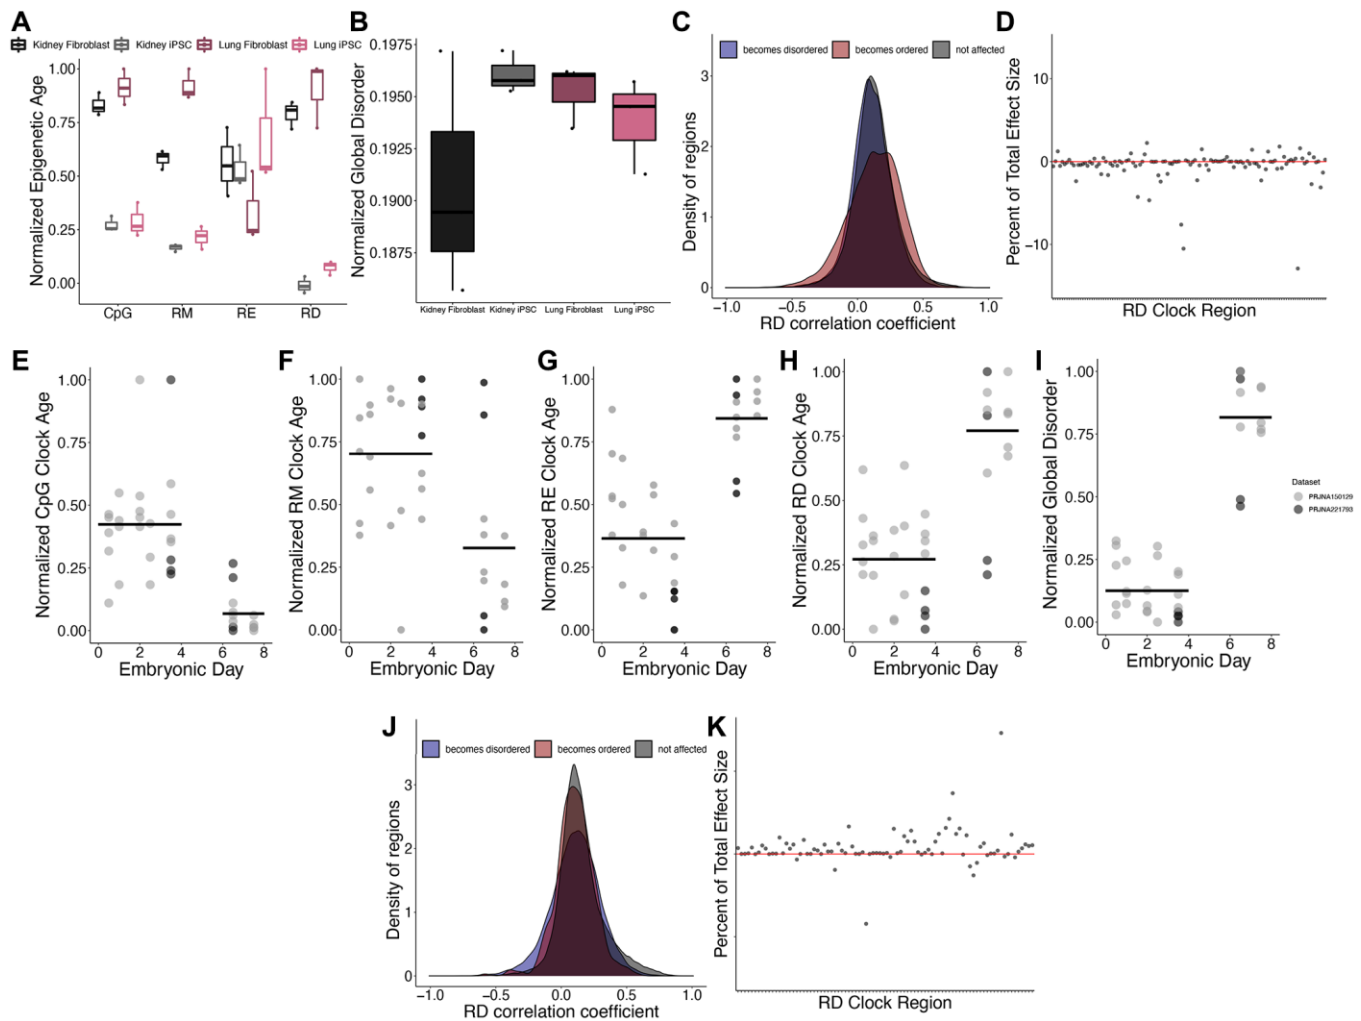 A
Kidney Fibroblast Kidney iPSC Lung Fibroblast Lung iPSC
Normalized Epigenetic Age
1.00
0.75
0.50
0.25
0.00
CpG RM RE RD
B
Normalized Global Disorder
0.1975
0.1950
0.1925
0.1900
0.1875
Kidney Fibroblast Kidney iPSC Lung Fibroblast Lung iPSC
C
becomes disordered becomes ordered not affected
Density of regions
3
2
1
0
−1.0 −0.5 0.0 0.5 1.0
RD correlation coefficient
D
Percent of Total Effect Size
10
0
−10
RD Clock Region
E
Normalized CpG Clock Age
1.00
0.75
0.50
0.25
0.00
0 2 4 6 8
Embryonic Day
F
Normalized RM Clock Age
1.00
0.75
0.50
0.25
0.00
0 2 4 6 8
Embryonic Day
G
Normalized RE Clock Age
1.00
0.75
0.50
0.25
0.00
0 2 4 6 8
Embryonic Day
H
Normalized RD Clock Age
1.00
0.75
0.50
0.25
0.00
0 2 4 6 8
Embryonic Day
I
Normalized Global Disorder
1.00
0.75
0.50
0.25
0.00
0 2 4 6 8
Embryonic Day
Dataset
PRJNA150129
PRJNA221793
J
becomes disordered becomes ordered not affected
Density of regions
3
2
1
0
−1.0 −0.5 0.0 0.5 1.0
RD correlation coefficient
K
Percent of Total Effect Size
RD Clock Region